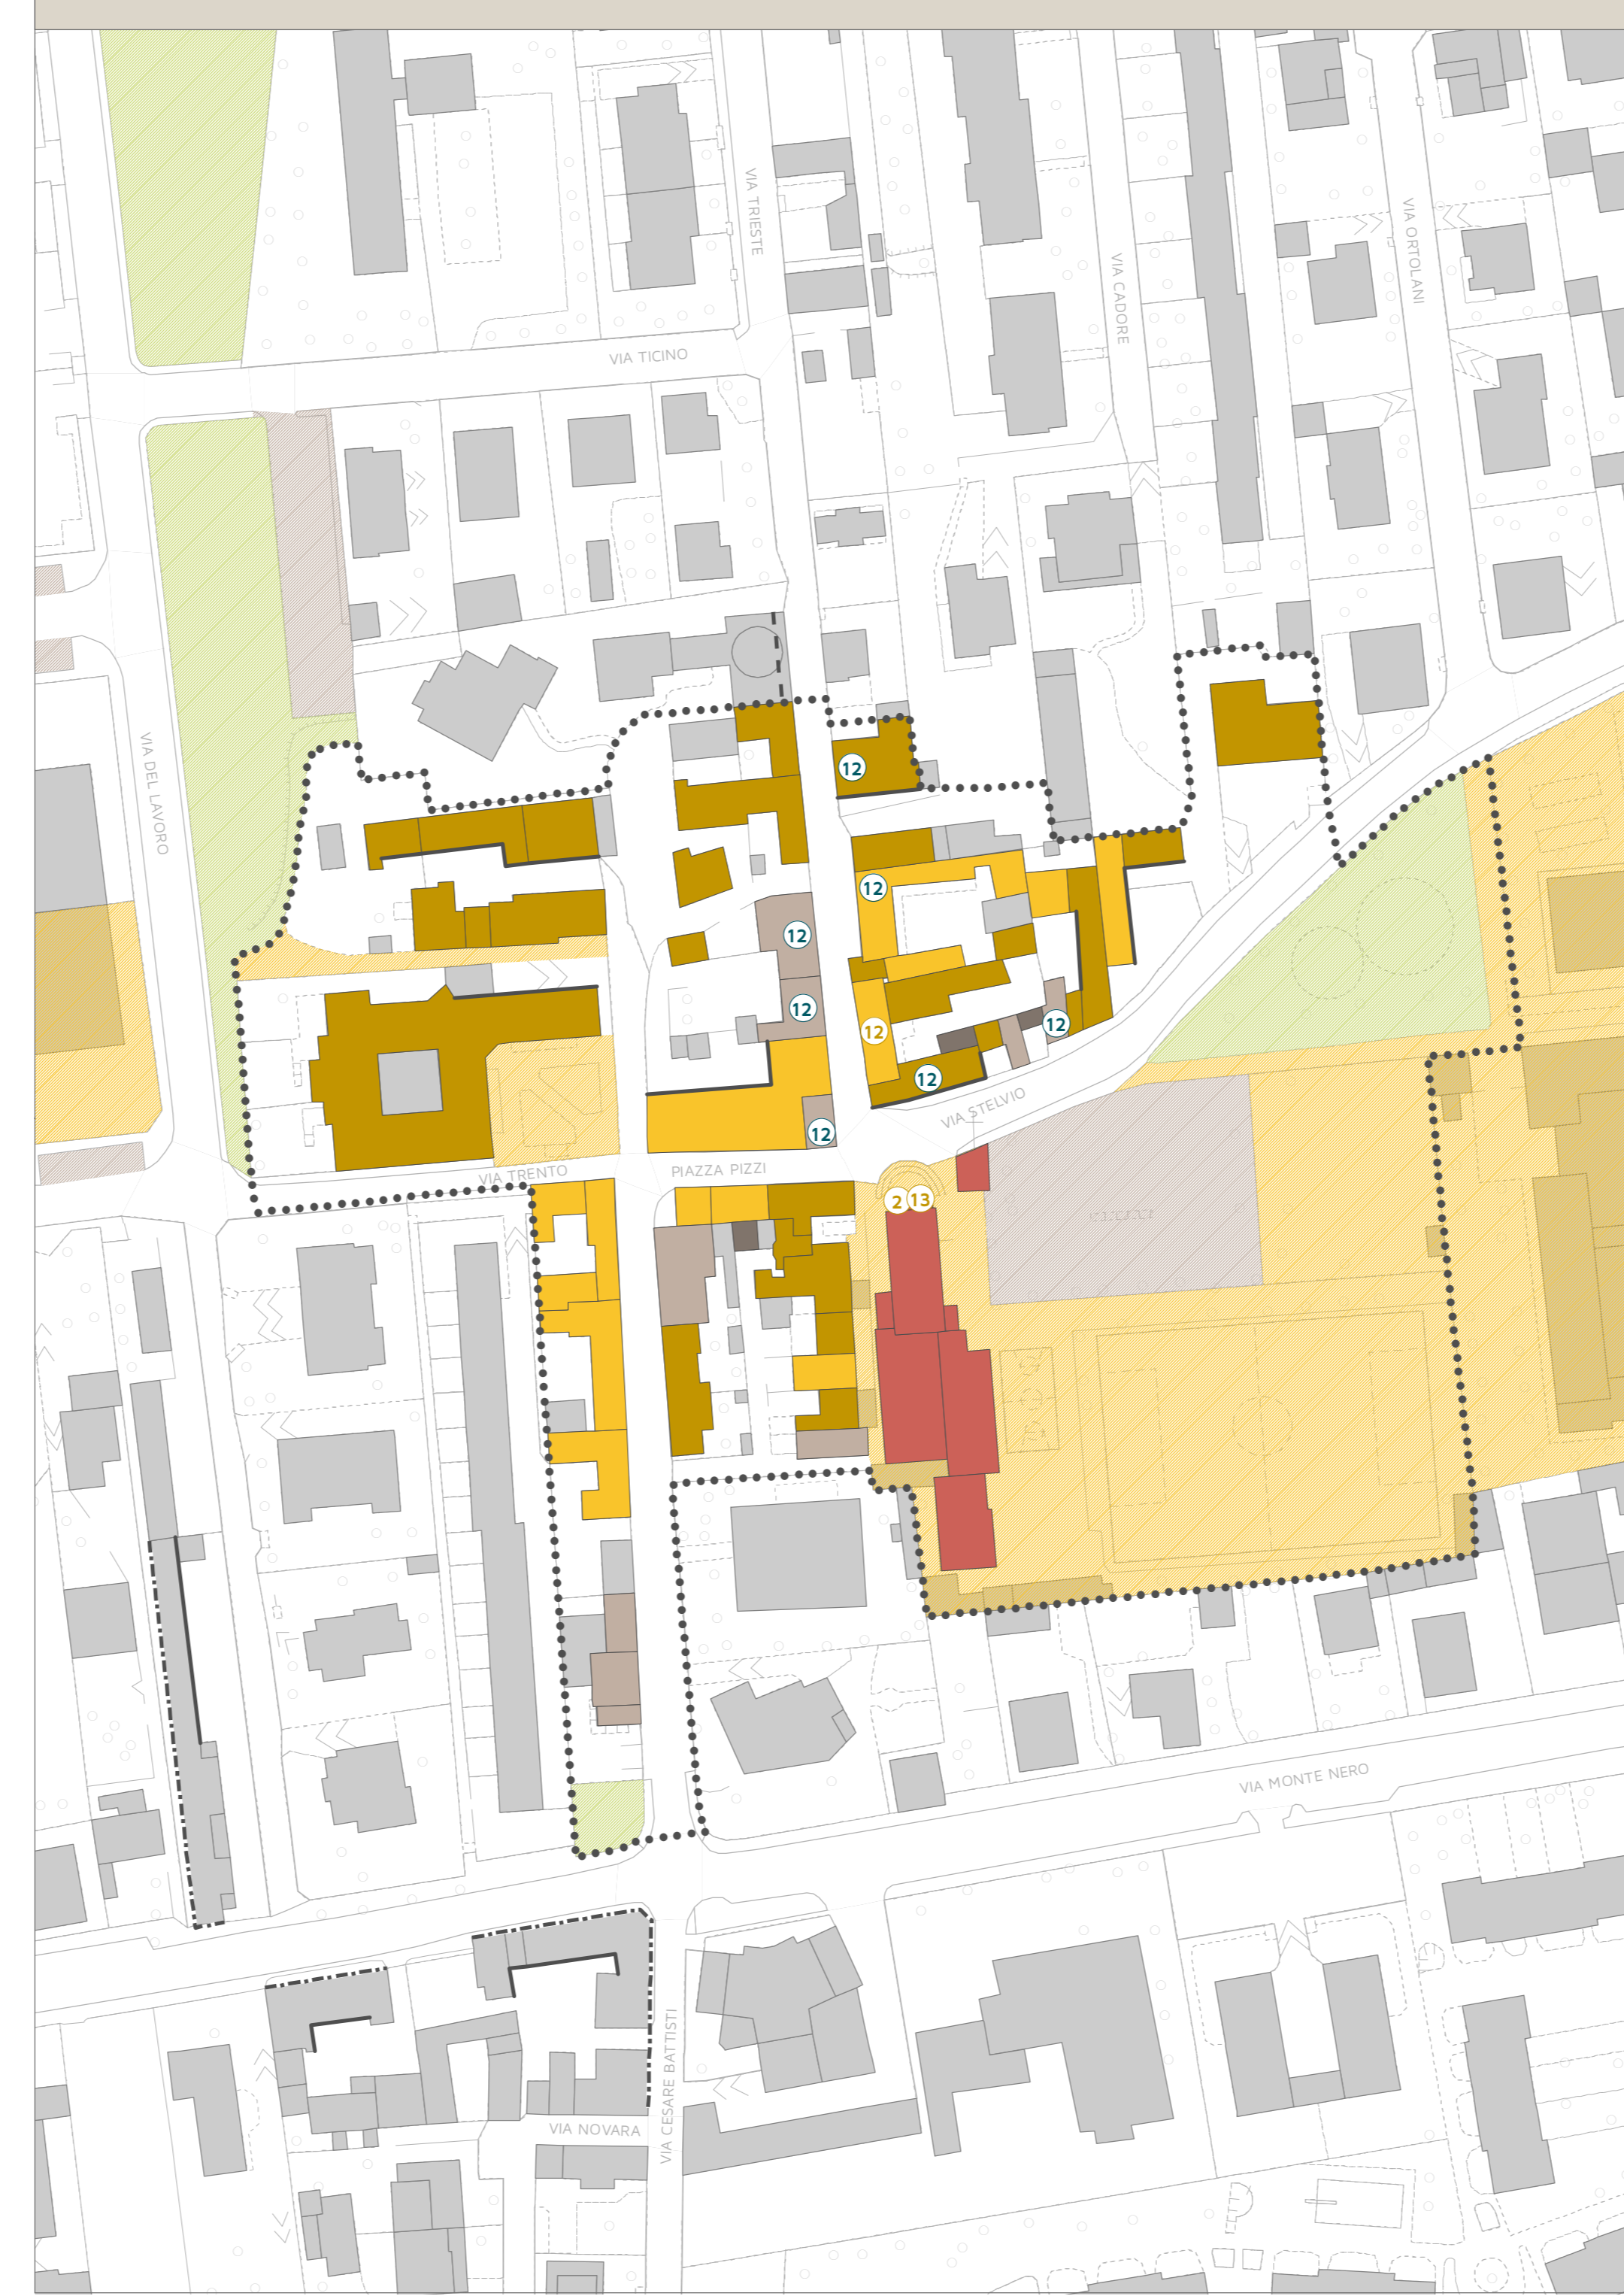 VIA TRIESTE
VIA ORTOLANI
VIA CADORE
VIA TICINO
VIA DEL LAVORO
12
12
12
12
12
12
12
VIA STELVIO
12
PIAZZA PIZZI
VIA TRENTO
2 13
VIA MONTE NERO
VIA CESARE BATTISTI
VIA NOVARA